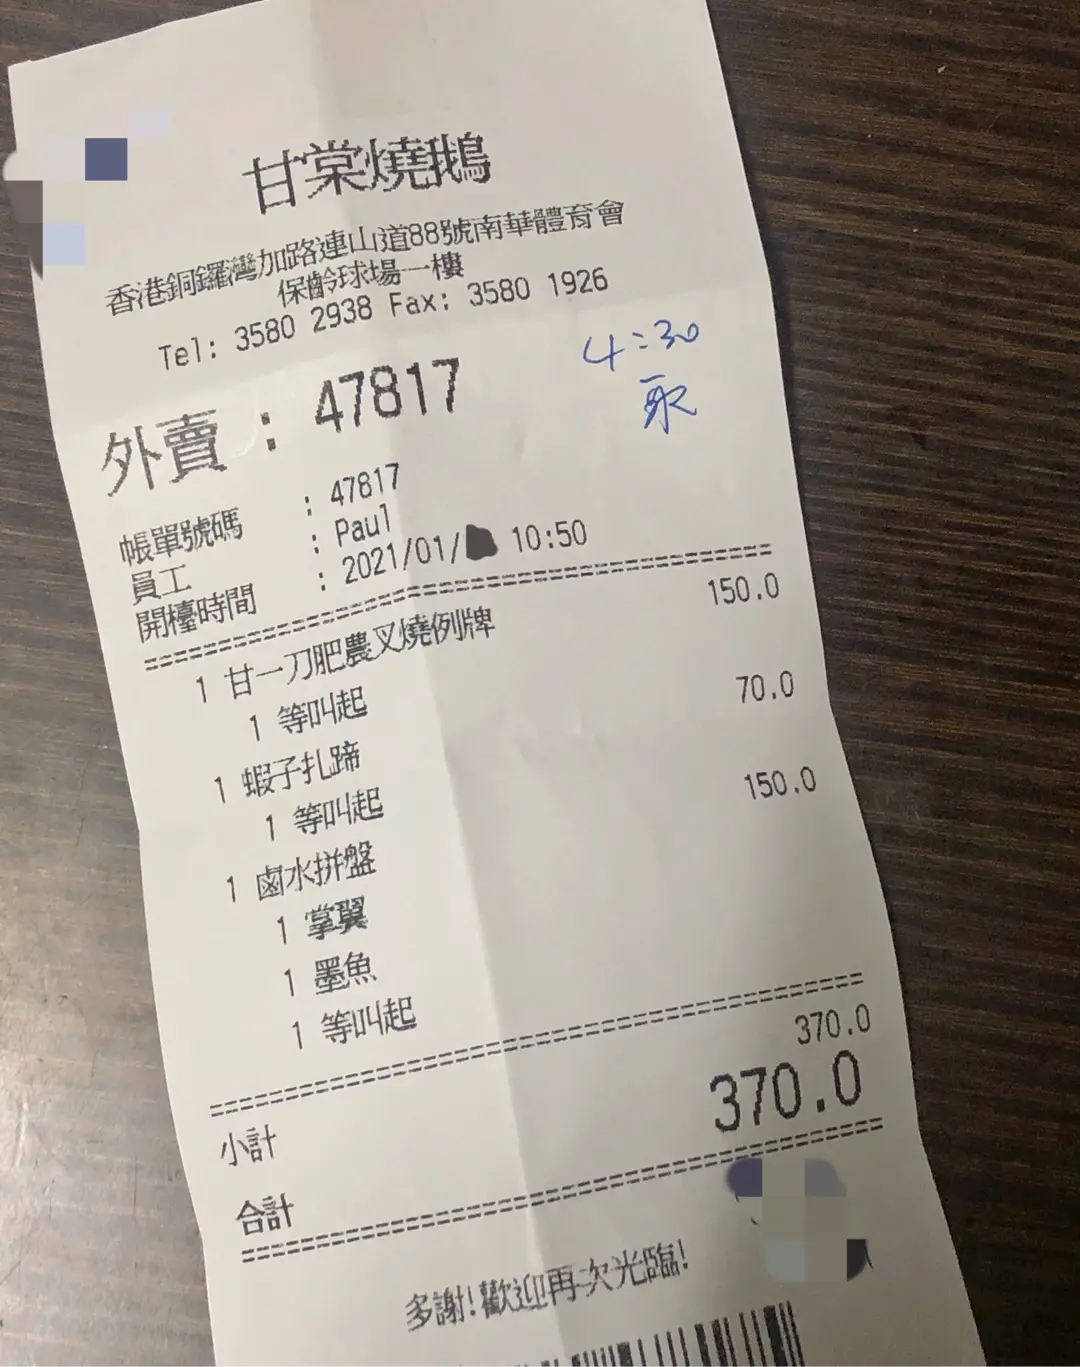 甘棠燒鵝
香港銅鑼灣加路連山道88號南華體育會
保齡球場一樓
Tel: 3580 2938 Fax: 3580 1926
4:30
取
外賣 : 47817
帳單號碼 : 47817
員工 : Paul
開檯時間 : 2021/01/ 10:50
1 甘一刀肥農叉燒例牌 150.0
1 等叫起
1 蝦子扎蹄 70.0
1 等叫起
1 鹵水拼盤 150.0
1 掌翼
1 墨魚
1 等叫起
小計 370.0
合計 370.0
多謝!歡迎再次光臨!